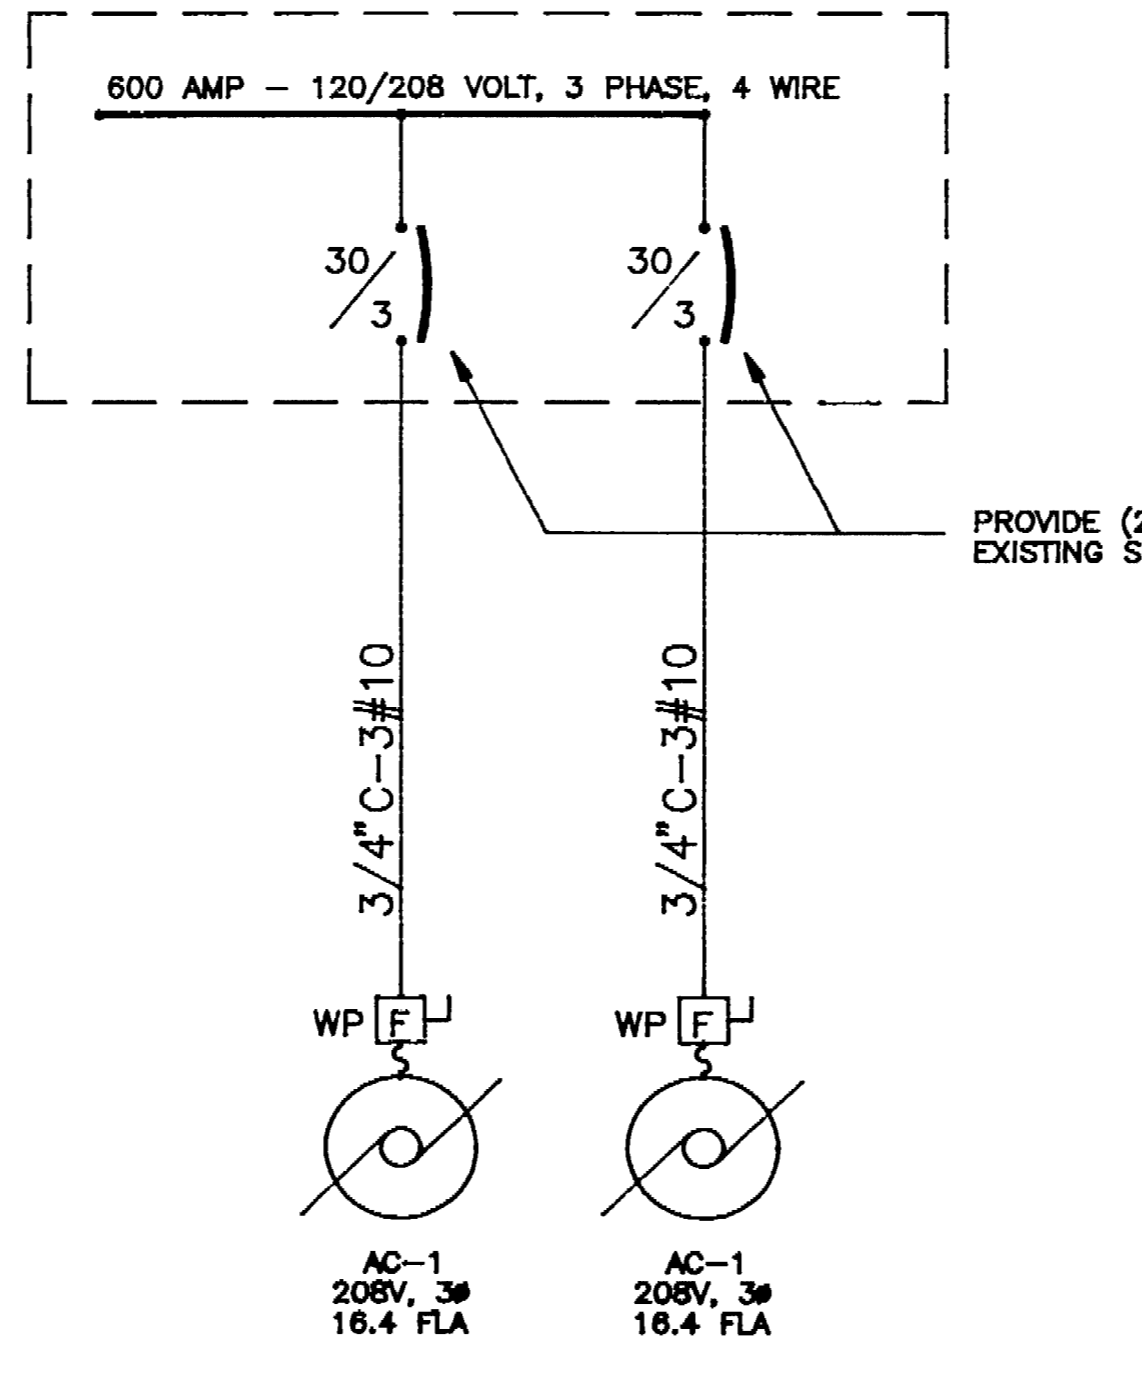 600 AMP – 120/208 VOLT, 3 PHASE, 4 WIRE
30/3
30/3
PROVIDE (2
EXISTING S
3/4"C-3#10
3/4"C-3#10
WP F
WP F
AC-1
208V, 3ø
16.4 FLA
AC-1
208V, 3ø
16.4 FLA